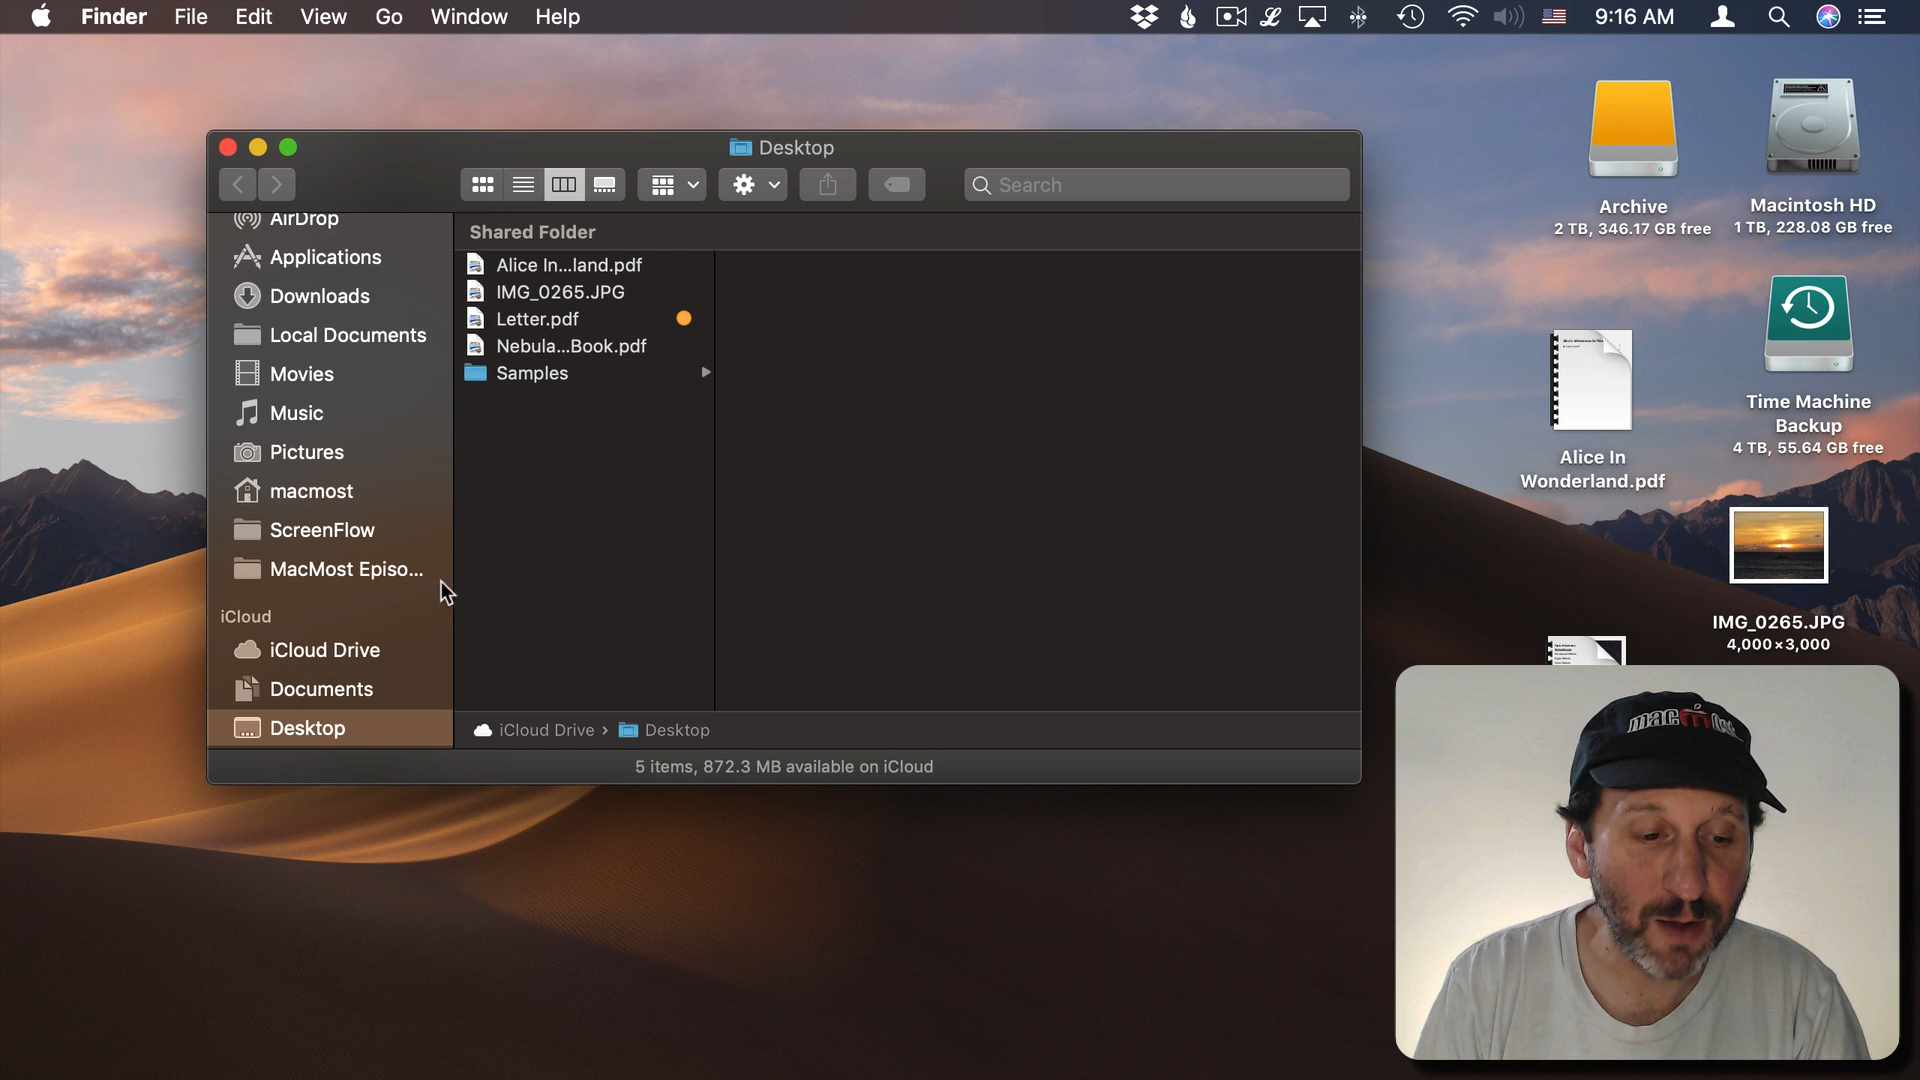 Finder File Edit View Go Window Help 9:16 AM
Desktop
Search
AirDrop
Applications
Downloads
Local Documents
Movies
Music
Pictures
macmost
ScreenFlow
MacMost Episo...
iCloud
iCloud Drive
Documents
Desktop
Shared Folder
Alice In...land.pdf
IMG_0265.JPG
Letter.pdf
Nebula...Book.pdf
Samples
iCloud Drive › Desktop
5 items, 872.3 MB available on iCloud
Archive
2 TB, 346.17 GB free
Macintosh HD
1 TB, 228.08 GB free
Time Machine
Backup
4 TB, 55.64 GB free
Alice In
Wonderland.pdf
IMG_0265.JPG
4,000×3,000
macmost